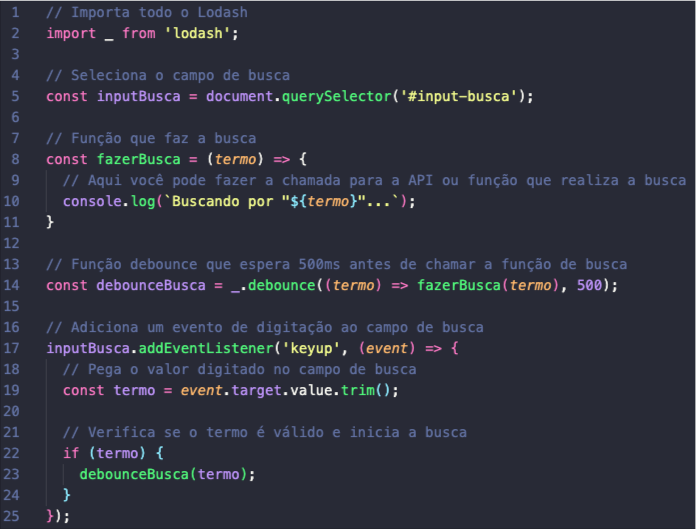 1 // Importa todo o Lodash
2 import _ from 'lodash';
3
4 // Seleciona o campo de busca
5 const inputBusca = document.querySelector('#input-busca');
6
7 // Função que faz a busca
8 const fazerBusca = (termo) => {
9 // Aqui você pode fazer a chamada para a API ou função que realiza a busca
10 console.log(`Buscando por "${termo}"...`);
11 }
12
13 // Função debounce que espera 500ms antes de chamar a função de busca
14 const debounceBusca = _.debounce((termo) => fazerBusca(termo), 500);
15
16 // Adiciona um evento de digitação ao campo de busca
17 inputBusca.addEventListener('keyup', (event) => {
18 // Pega o valor digitado no campo de busca
19 const termo = event.target.value.trim();
20
21 // Verifica se o termo é válido e inicia a busca
22 if (termo) {
23 debounceBusca(termo);
24 }
25 });